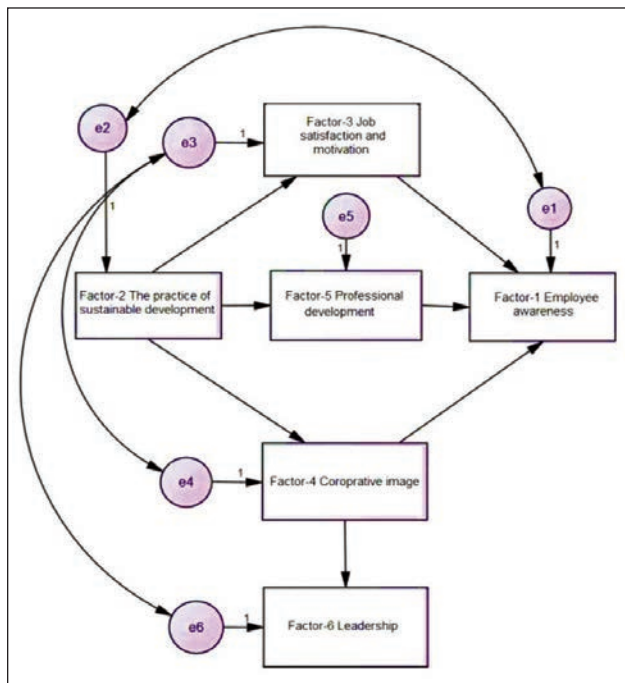 e2
e3
1
Factor-3 Job
satisfaction and
motivation
e1
e5
1
1
1
Factor-2 The practice of
sustainable development
Factor-5 Professional
development
Factor-1 Employee
awareness
e4
1
Factor-4 Coroprative image
e6
1
Factor-6 Leadership